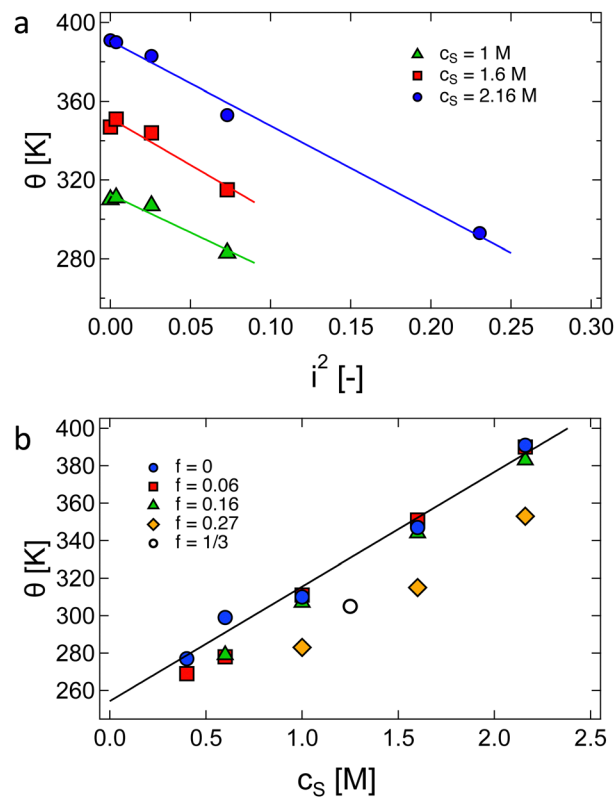 a
400
360
320
280
θ [K]
c_S = 1 M
c_S = 1.6 M
c_S = 2.16 M
0.00 0.05 0.10 0.15 0.20 0.25 0.30
i² [-]
b
400
380
360
340
320
300
280
260
θ [K]
f = 0
f = 0.06
f = 0.16
f = 0.27
f = 1/3
0.0 0.5 1.0 1.5 2.0 2.5
c_S [M]